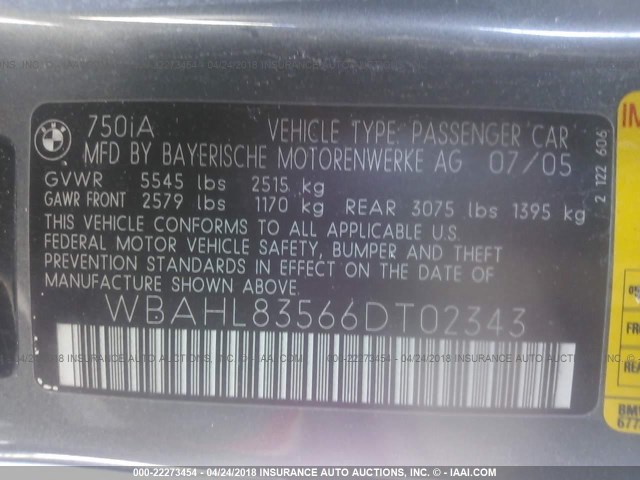 BMW
750iA VEHICLE TYPE: PASSENGER CAR
MFD BY BAYERISCHE MOTORENWERKE AG 07/05
GVWR 5545 lbs 2515 kg
GAWR FRONT 2579 lbs 1170 kg REAR 3075 lbs 1395 kg
THIS VEHICLE CONFORMS TO ALL APPLICABLE U.S.
FEDERAL MOTOR VEHICLE SAFETY, BUMPER AND THEFT
PREVENTION STANDARDS IN EFFECT ON THE DATE OF
MANUFACTURE SHOWN ABOVE.
WBAHL83566DT02343
2 122 606
000-22273454 - 04/24/2018 INSURANCE AUTO AUCTIONS, INC. - © - IAAI.COM